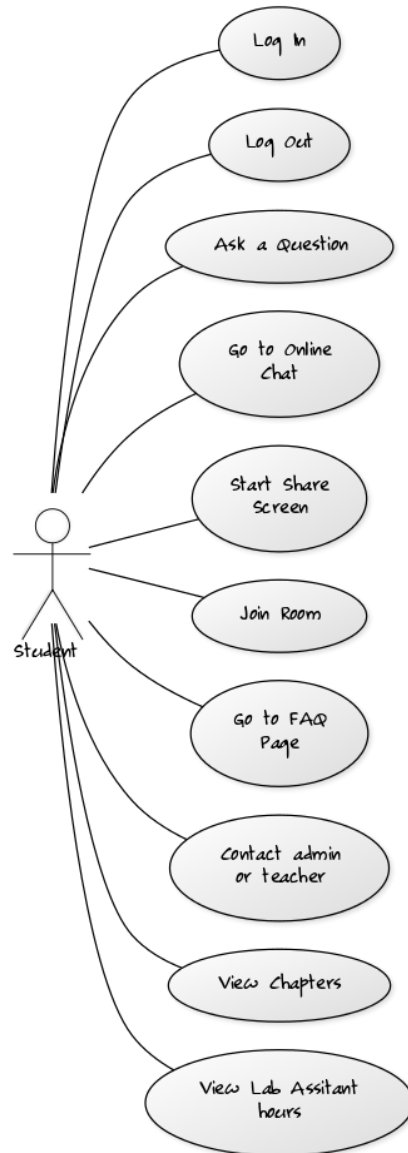 Log In
Log Out
Ask a Question
Go to Online
Chat
Start Share
Screen
Join Room
Student
Go to FAQ
Page
Contact admin
or teacher
View Chapters
View Lab Assitant
hours